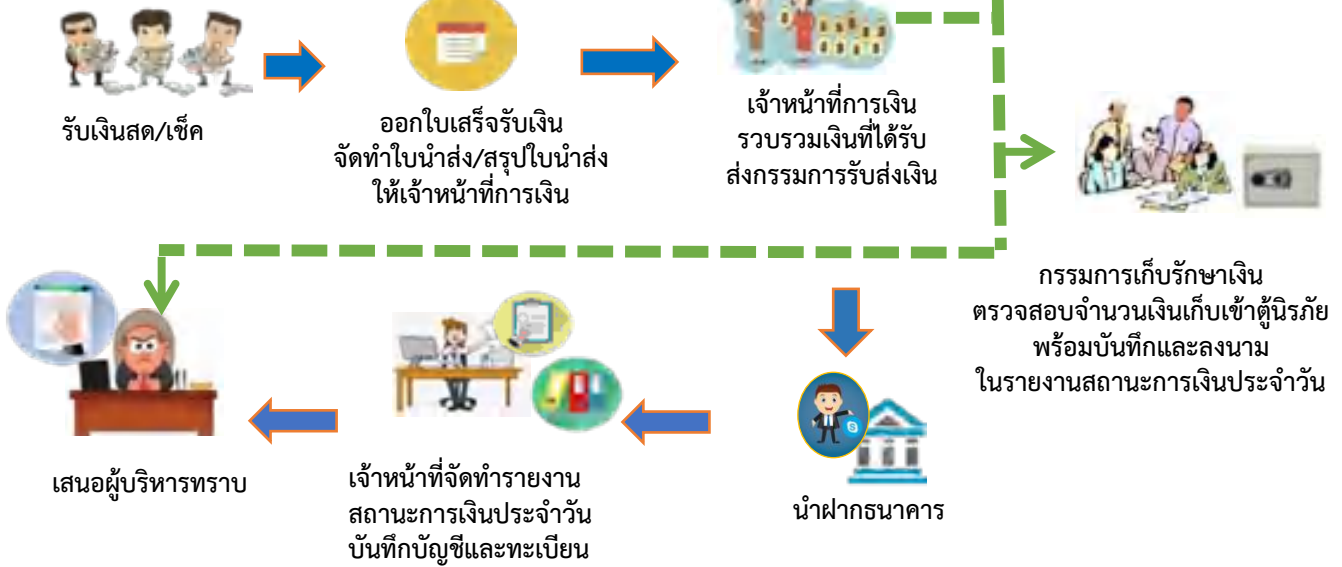 รับเงินสด/เช็ค
ออกใบเสร็จรับเงิน
จัดทำใบนำส่ง/สรุปใบนำส่ง
ให้เจ้าหน้าที่การเงิน
เจ้าหน้าที่การเงิน
รวบรวมเงินที่ได้รับ
ส่งกรรมการรับส่งเงิน
กรรมการเก็บรักษาเงิน
ตรวจสอบจำนวนเงินเก็บเข้าตู้นิรภัย
พร้อมบันทึกและลงนาม
ในรายงานสถานะการเงินประจำวัน
นำฝากธนาคาร
เจ้าหน้าที่จัดทำรายงาน
สถานะการเงินประจำวัน
บันทึกบัญชีและทะเบียน
เสนอผู้บริหารทราบ